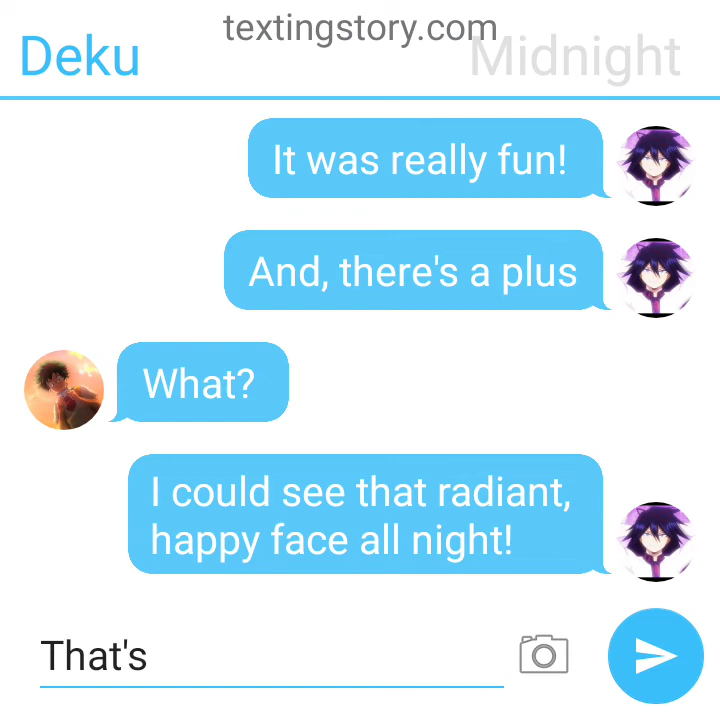 textingstory.com
Deku
Midnight
It was really fun!
And, there's a plus
What?
I could see that radiant,
happy face all night!
That's